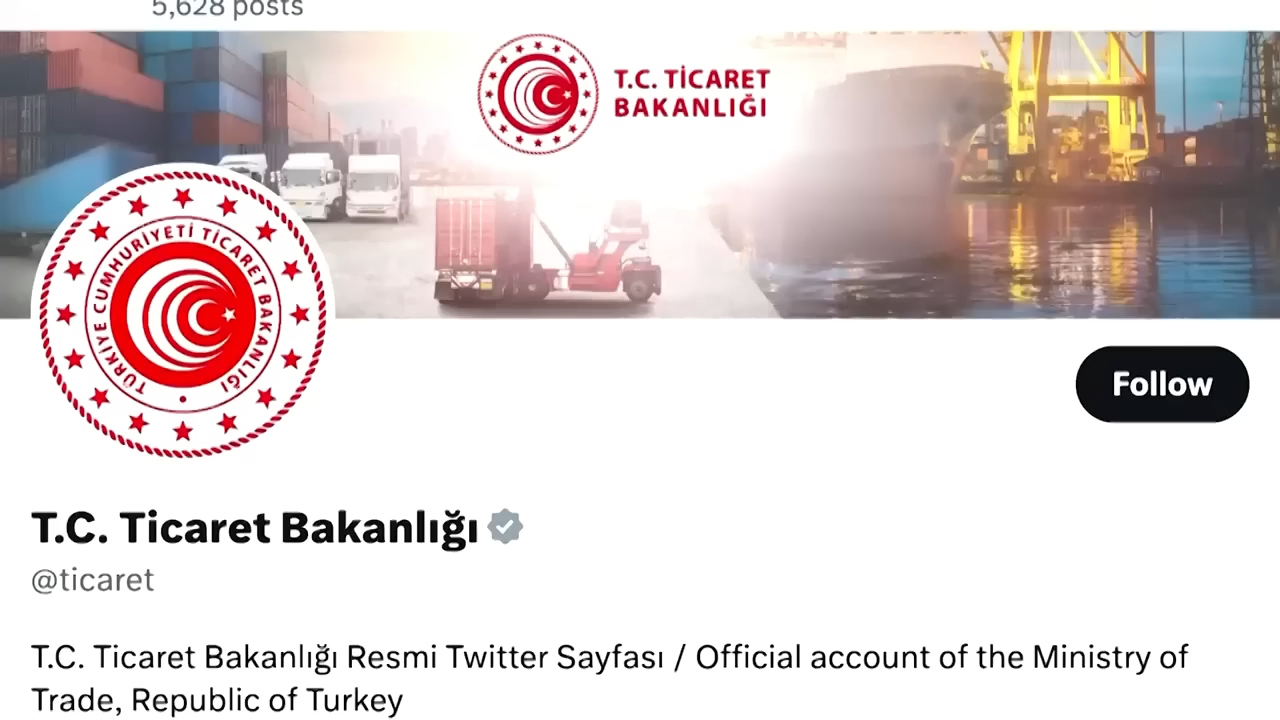 5,628 posts
T.C. TİCARET
BAKANLIĞI
TÜRKİYE CUMHURİYETİ TİCARET BAKANLIĞI
Follow
T.C. Ticaret Bakanlığı
@ticaret
T.C. Ticaret Bakanlığı Resmi Twitter Sayfası / Official account of the Ministry of
Trade, Republic of Turkey